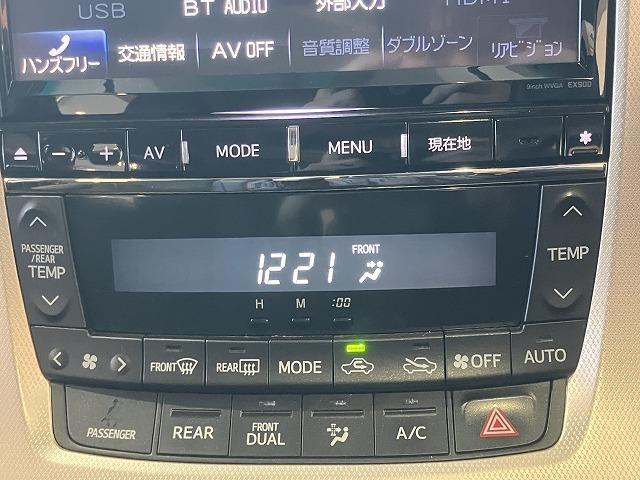 USB BT AUDIO 外部入力 HDMI
ハンズフリー 交通情報 AV OFF 音質調整 ダブルゾーン リアビジョン
9inch WVGA EX900
- + AV MODE MENU 現在地 *
PASSENGER/REAR TEMP
1221 FRONT
TEMP
H M :00
FRONT REAR MODE OFF AUTO
PASSENGER REAR FRONT DUAL A/C